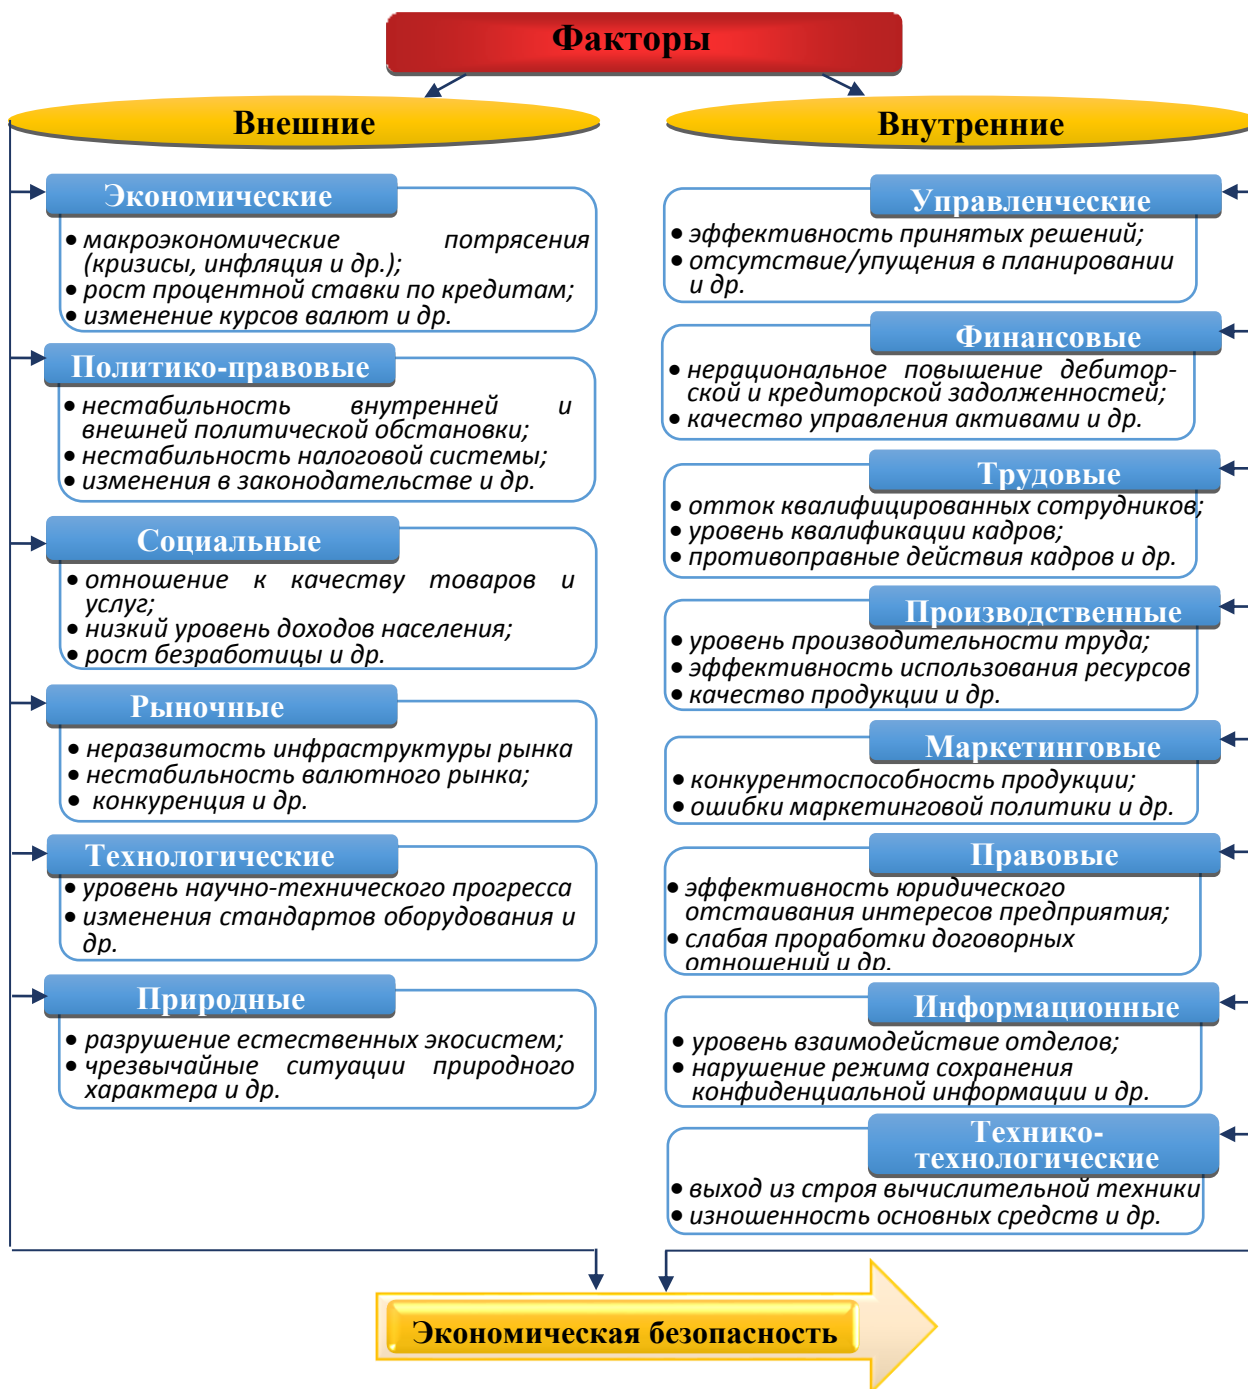 Факторы
Внешние
Экономические
• макроэкономические потрясения
(кризисы, инфляция и др.);
• рост процентной ставки по кредитам;
• изменение курсов валют и др.
Политико-правовые
• нестабильность внутренней и
внешней политической обстановки;
• нестабильность налоговой системы;
• изменения в законодательстве и др.
Социальные
• отношение к качеству товаров и
услуг;
• низкий уровень доходов населения;
• рост безработицы и др.
Рыночные
• неразвитость инфраструктуры рынка
• нестабильность валютного рынка;
• конкуренция и др.
Технологические
• уровень научно-технического прогресса
• изменения стандартов оборудования и
др.
Природные
• разрушение естественных экосистем;
• чрезвычайные ситуации природного
характера и др.
Внутренние
Управленческие
• эффективность принятых решений;
• отсутствие/упущения в планировании
и др.
Финансовые
• нерациональное повышение дебитор-
ской и кредиторской задолженностей;
• качество управления активами и др.
Трудовые
• отток квалифицированных сотрудников;
• уровень квалификации кадров;
• противоправные действия кадров и др.
Производственные
• уровень производительности труда;
• эффективность использования ресурсов
• качество продукции и др.
Маркетинговые
• конкурентоспособность продукции;
• ошибки маркетинговой политики и др.
Правовые
• эффективность юридического
отстаивания интересов предприятия;
• слабая проработки договорных
отношений и др.
Информационные
• уровень взаимодействие отделов;
• нарушение режима сохранения
конфиденциальной информации и др.
Технико-
технологические
• выход из строя вычислительной техники
• изношенность основных средств и др.
Экономическая безопасность